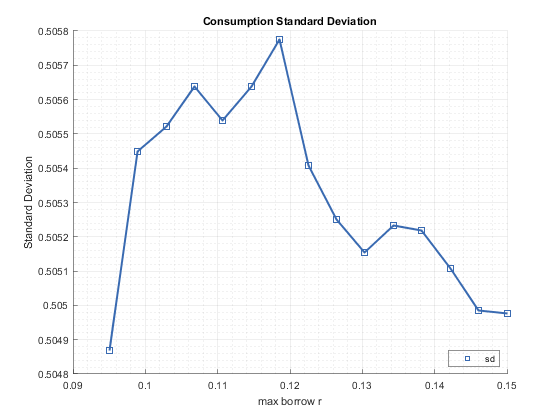 Consumption Standard Deviation
0.5058
0.5057
0.5056
0.5055
0.5054
0.5053
0.5052
0.5051
0.505
0.5049
0.5048
Standard Deviation
0.09 0.1 0.11 0.12 0.13 0.14 0.15
max borrow r
sd